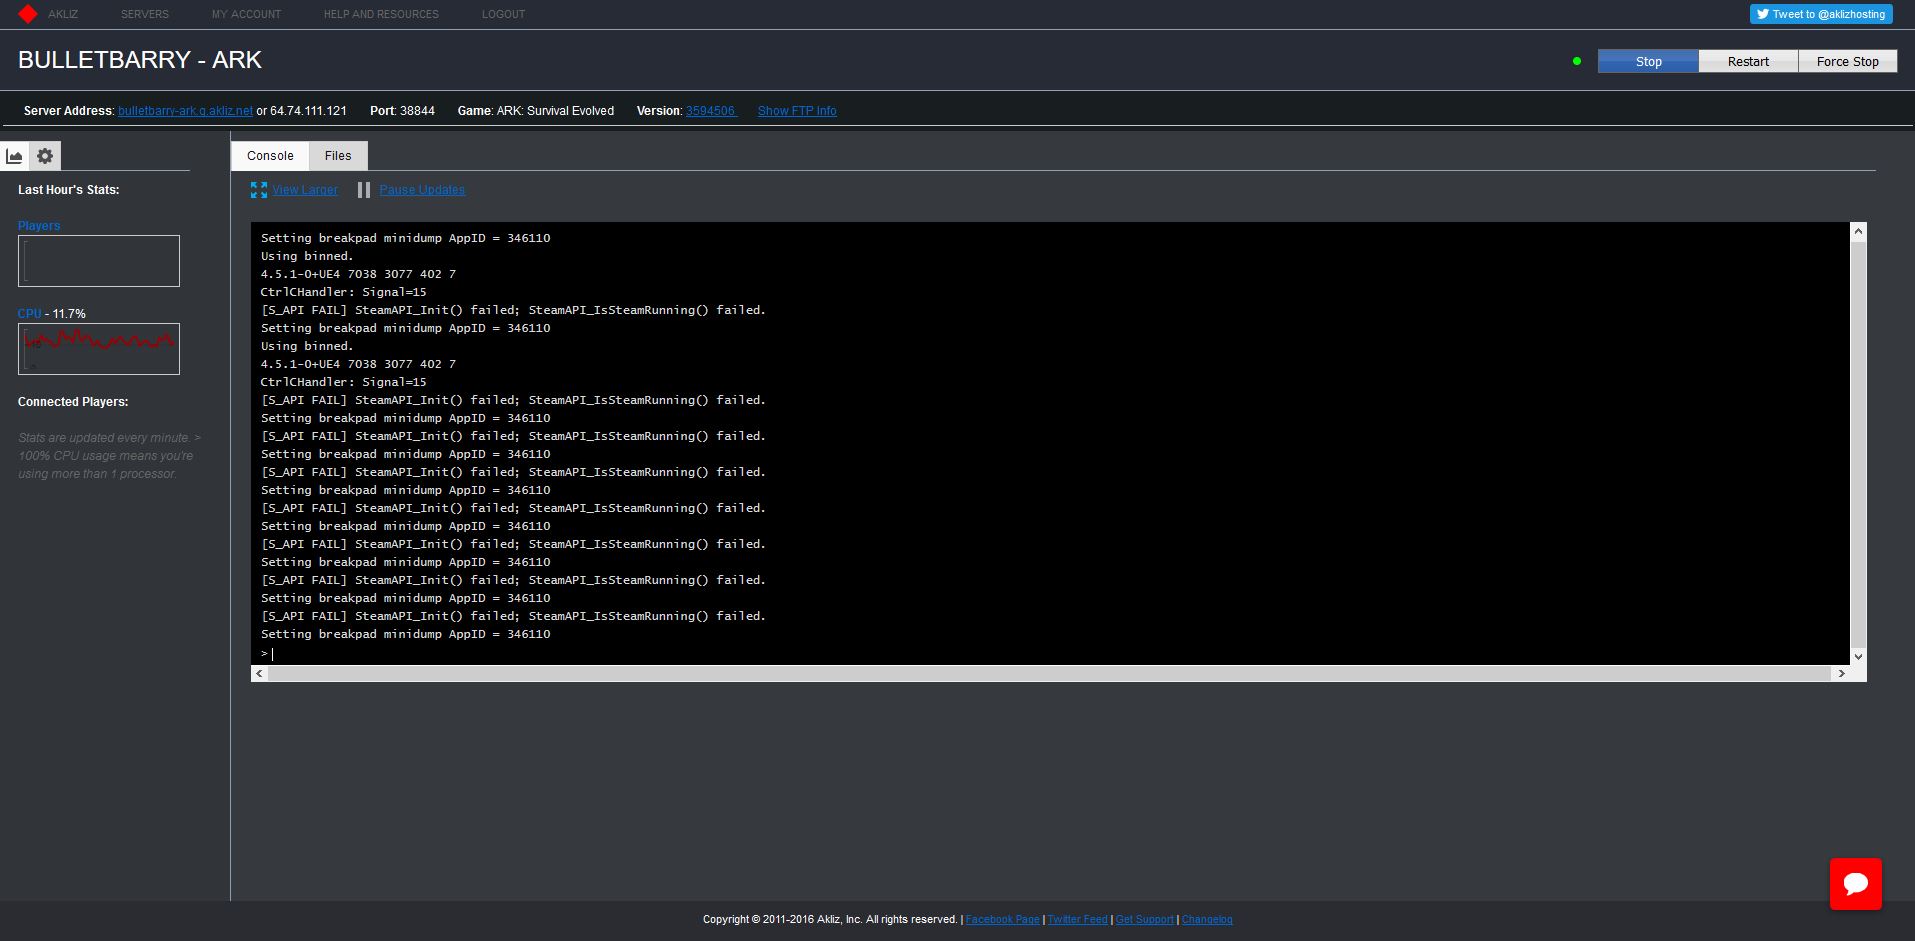 AKLIZ SERVERS MY ACCOUNT HELP AND RESOURCES LOGOUT Tweet to @aklizhosting
BULLETBARRY - ARK Stop Restart Force Stop
Server Address: bulletbarry-ark.g.akliz.net or 64.74.111.121 Port: 38844 Game: ARK: Survival Evolved Version: 3594506 Show FTP Info
Console Files
Last Hour's Stats:
View Larger Pause Updates
Players
CPU - 11.7%
Connected Players:
Stats are updated every minute. >
100% CPU usage means you're
using more than 1 processor.
Setting breakpad minidump AppID = 346110
Using binned.
4.5.1-0+UE4 7038 3077 402 7
CtrlCHandler: Signal=15
[S_API FAIL] SteamAPI_Init() failed; SteamAPI_IsSteamRunning() failed.
Setting breakpad minidump AppID = 346110
Using binned.
4.5.1-0+UE4 7038 3077 402 7
CtrlCHandler: Signal=15
[S_API FAIL] SteamAPI_Init() failed; SteamAPI_IsSteamRunning() failed.
Setting breakpad minidump AppID = 346110
[S_API FAIL] SteamAPI_Init() failed; SteamAPI_IsSteamRunning() failed.
Setting breakpad minidump AppID = 346110
[S_API FAIL] SteamAPI_Init() failed; SteamAPI_IsSteamRunning() failed.
Setting breakpad minidump AppID = 346110
[S_API FAIL] SteamAPI_Init() failed; SteamAPI_IsSteamRunning() failed.
Setting breakpad minidump AppID = 346110
[S_API FAIL] SteamAPI_Init() failed; SteamAPI_IsSteamRunning() failed.
Setting breakpad minidump AppID = 346110
[S_API FAIL] SteamAPI_Init() failed; SteamAPI_IsSteamRunning() failed.
Setting breakpad minidump AppID = 346110
[S_API FAIL] SteamAPI_Init() failed; SteamAPI_IsSteamRunning() failed.
Setting breakpad minidump AppID = 346110
>
Copyright © 2011-2016 Akliz, Inc. All rights reserved. | Facebook Page | Twitter Feed | Get Support | Changelog